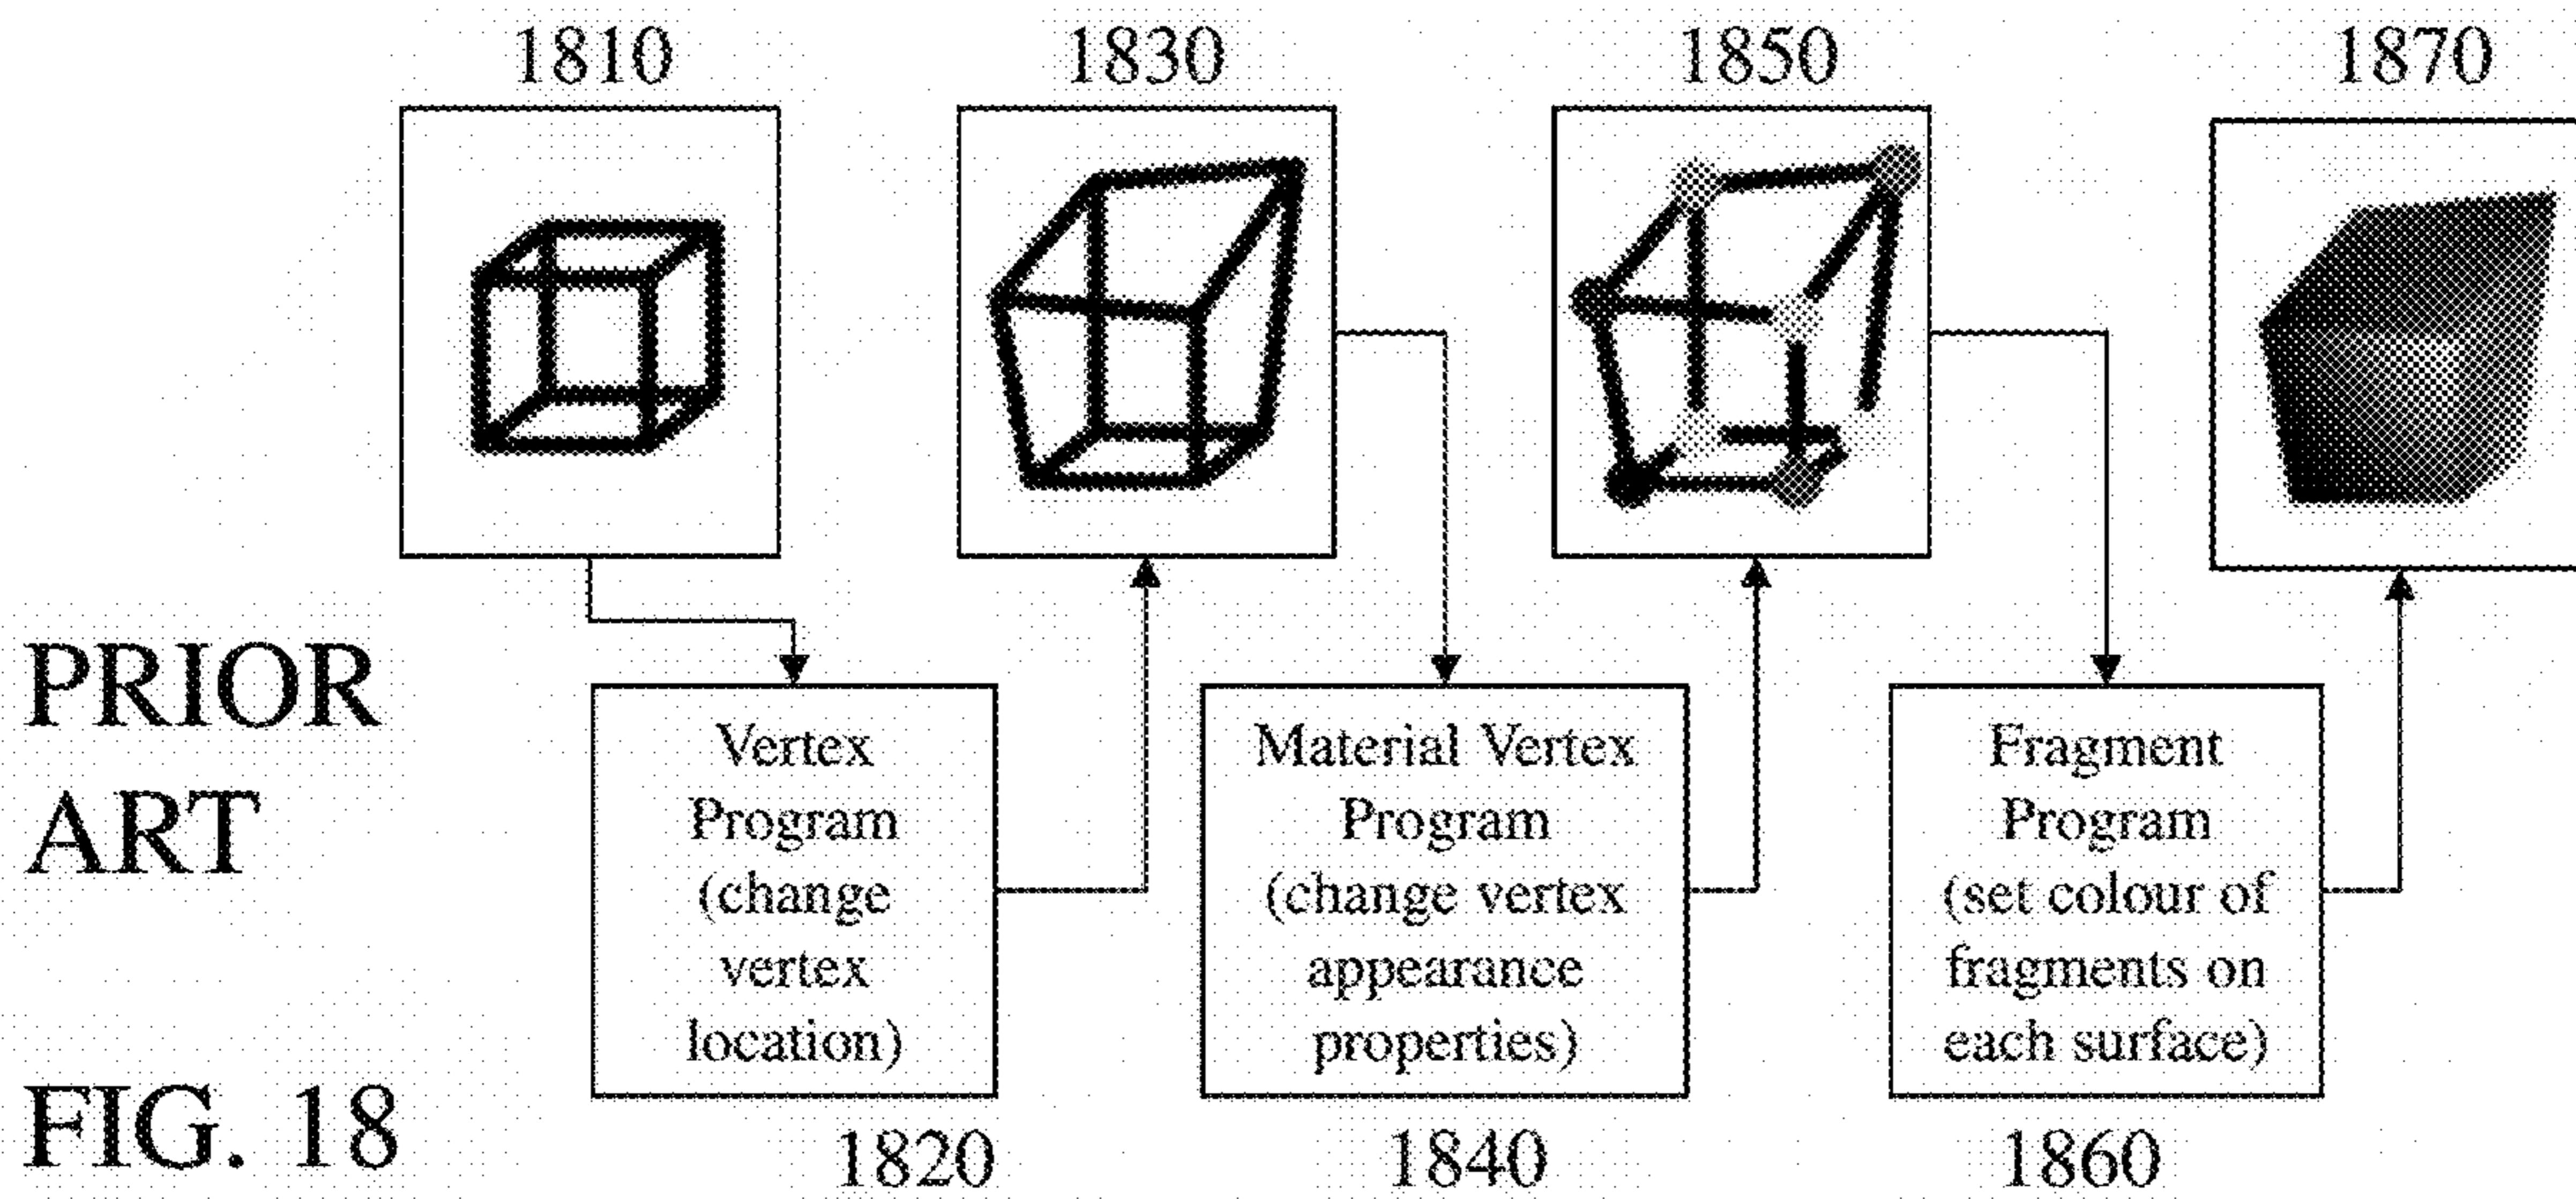 1810
1830
1850
1870
PRIOR
ART
Vertex
Program
(change
vertex
location)
Material Vertex
Program
(change vertex
appearance
properties)
Fragment
Program
(set colour of
fragments on
each surface)
FIG. 18
1820
1840
1860